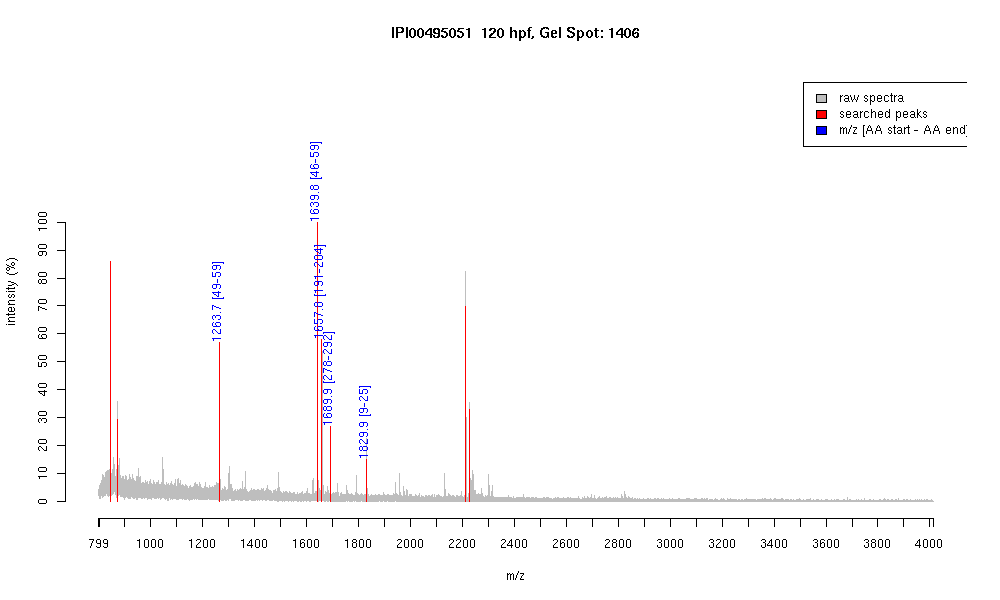 IPI00495051 120 hpf, Gel Spot: 1406
raw spectra
searched peaks
m/z [AA start - AA end]
1639.8 [46-59]
1657.8 [191-204]
1263.7 [49-59]
1689.9 [278-292]
1829.9 [9-25]
intensity (%)
100
90
80
70
60
50
40
30
20
10
0
799 1000 1200 1400 1600 1800 2000 2200 2400 2600 2800 3000 3200 3400 3600 3800 4000
m/z